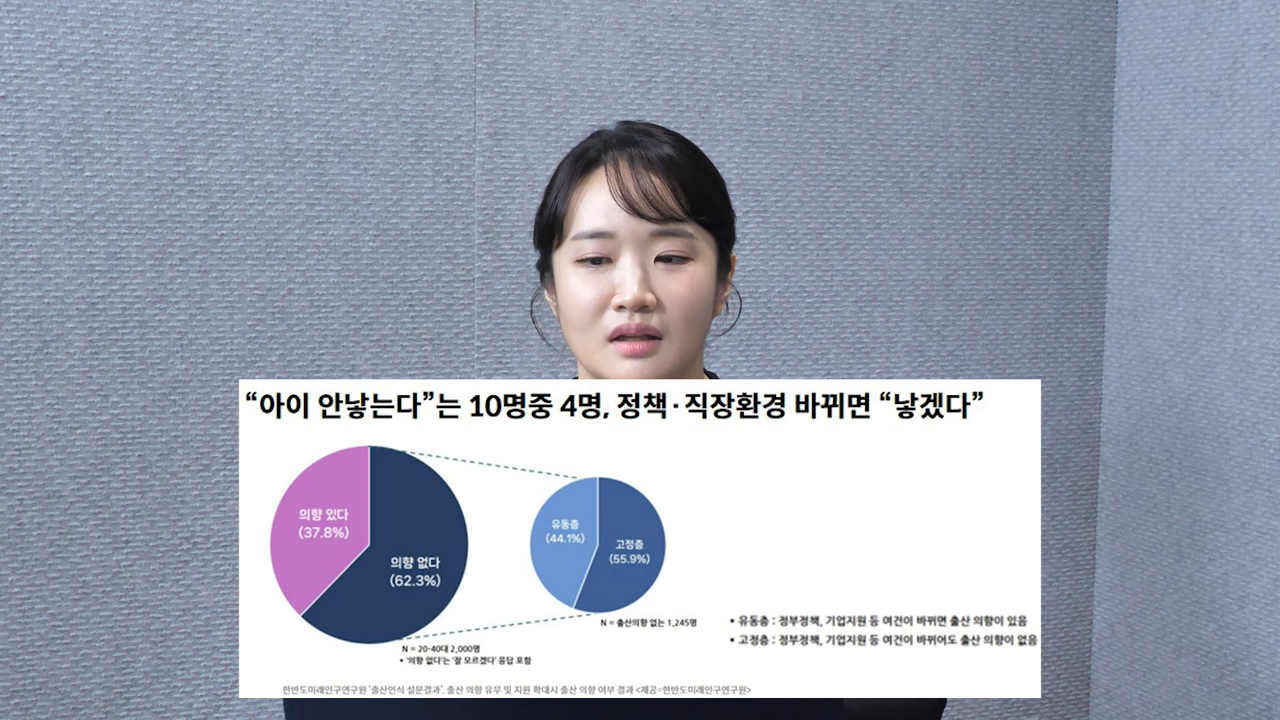 “아이 안낳는다”는 10명중 4명, 정책·직장환경 바뀌면 “낳겠다”
의향 있다
(37.8%)
의향 없다
(62.3%)
유동층
(44.1%)
고정층
(55.9%)
N = 출산의향 없는 1,245명
• 유동층 : 정부정책, 기업지원 등 여건이 바뀌면 출산 의향이 있음
• 고정층 : 정부정책, 기업지원 등 여건이 바뀌어도 출산 의향이 없음
N = 20-40대 2,000명
• ‘의향 없다’는 ‘잘 모르겠다’ 응답 포함
한반도미래인구연구원 ‘출산인식 설문결과’. 출산 의향 유무 및 지원 확대시 출산 의향 여부 결과 <제공=한반도미래인구연구원>